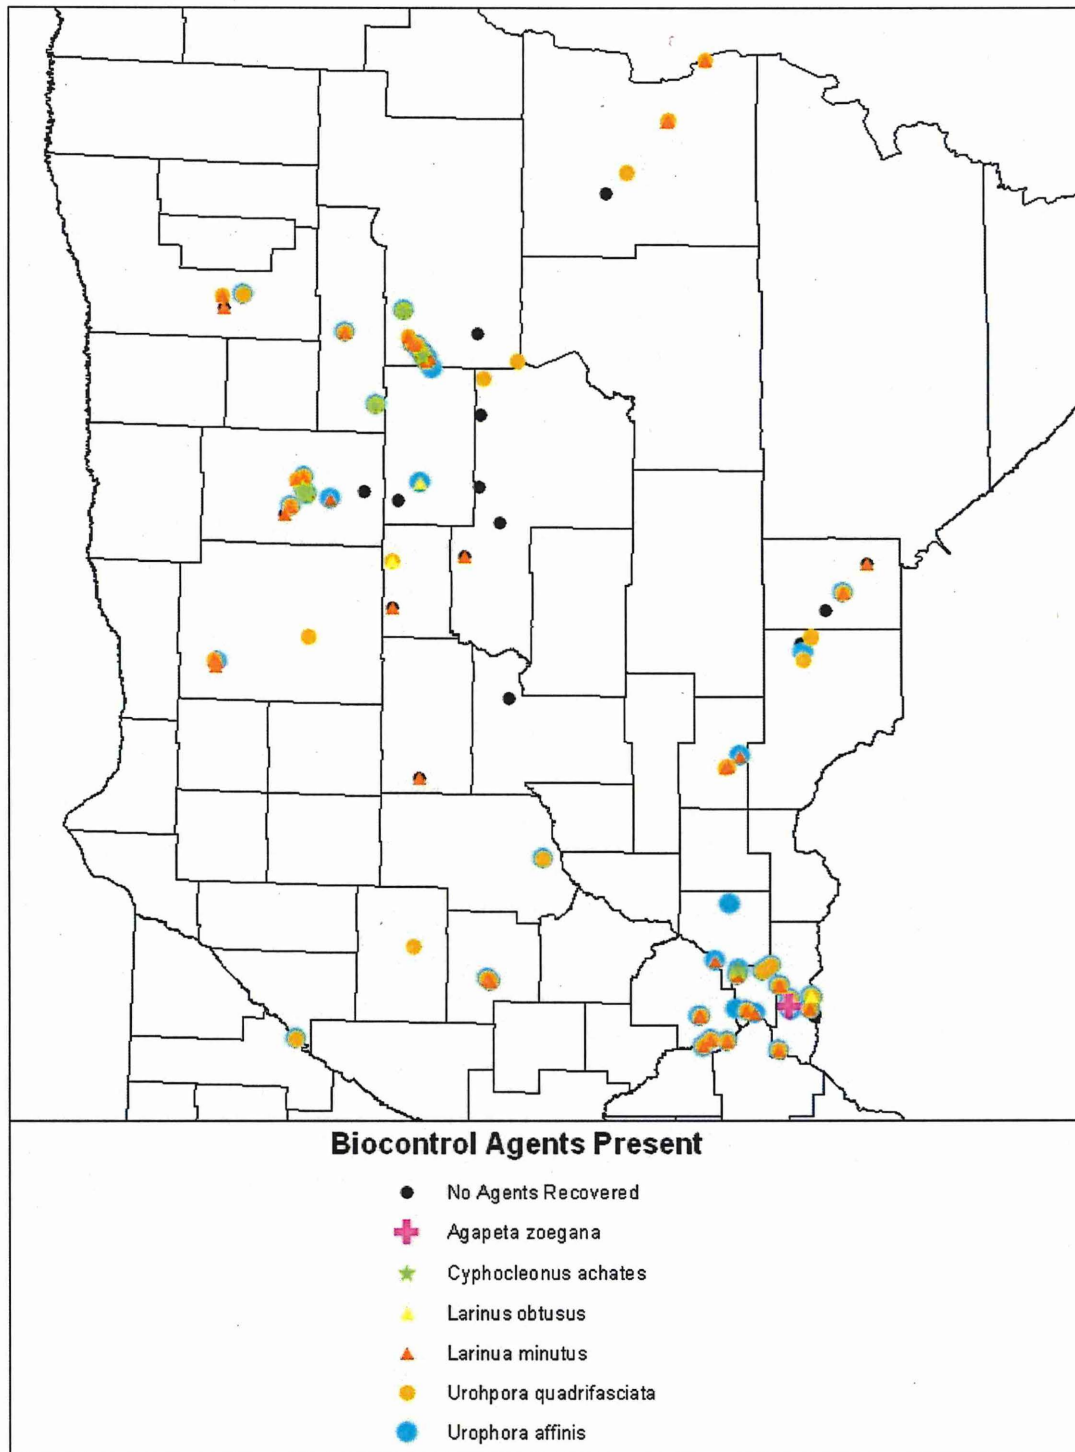 Biocontrol Agents Present
No Agents Recovered
Agapeta zoegana
Cyphocleonus achates
Larinus obtusus
Larinua minutus
Urohpora quadrifasciata
Urophora affinis